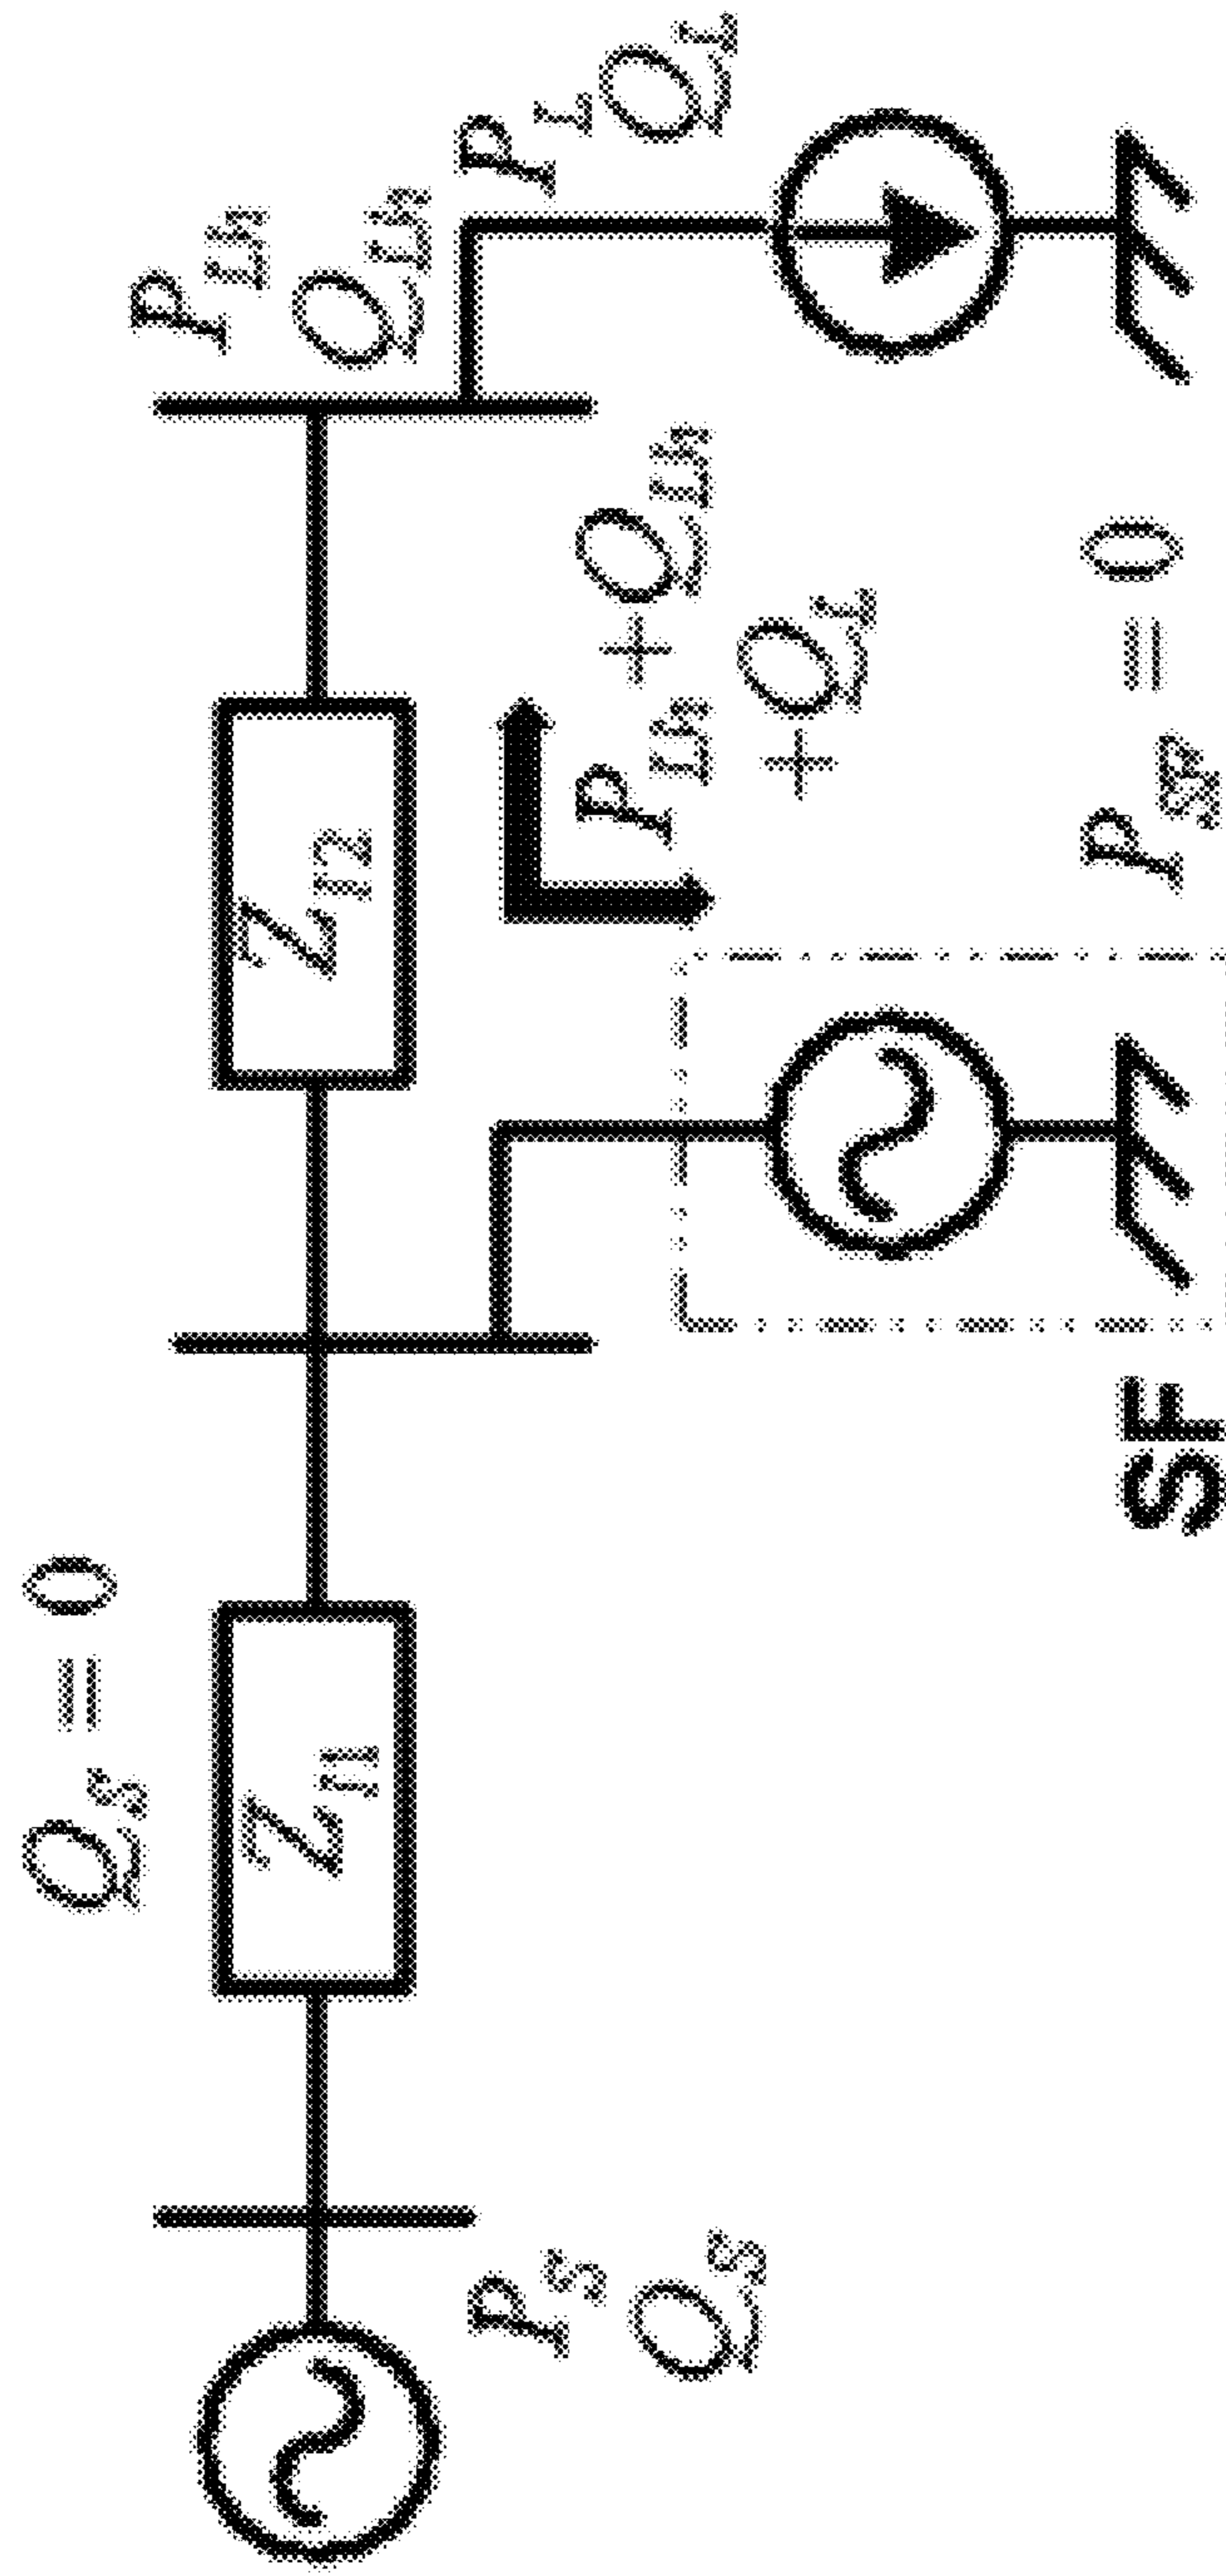 Q_S = 0
P_Lh
Q_Lh
Z_l1
Z_l2
P_S
Q_S
P_Lh + Q_Lh
+ Q_L
P_L
Q_L
SF
P_SF = 0